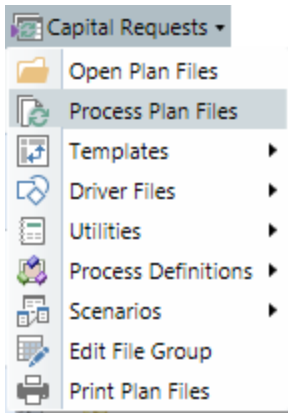 Capital Requests
Open Plan Files
Process Plan Files
Templates
Driver Files
Utilities
Process Definitions
Scenarios
Edit File Group
Print Plan Files